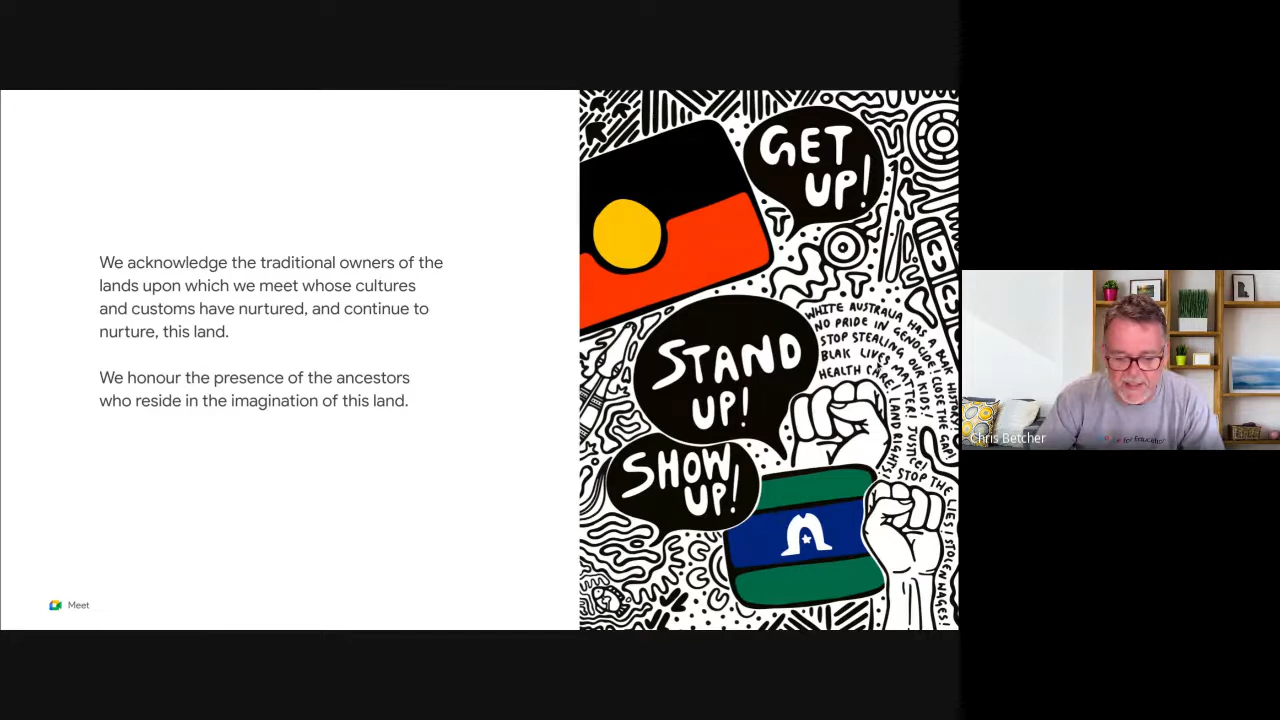 We acknowledge the traditional owners of the
lands upon which we meet whose cultures
and customs have nurtured, and continue to
nurture, this land.
We honour the presence of the ancestors
who reside in the imagination of this land.
Meet
GET
UP!
STAND
UP!
SHOW
UP!
WHITE AUSTRALIA HAS A BLAK HISTORY!
NO PRIDE IN GENOCIDE! CLOSE THE GAP!
STOP STEALING OUR KIDS!
BLAK LIVES MATTER! JUSTICE!
HEALTH CARE! LAND RIGHTS!
STOP THE LIES! STOLEN WAGES!
Chris Betcher
for Education